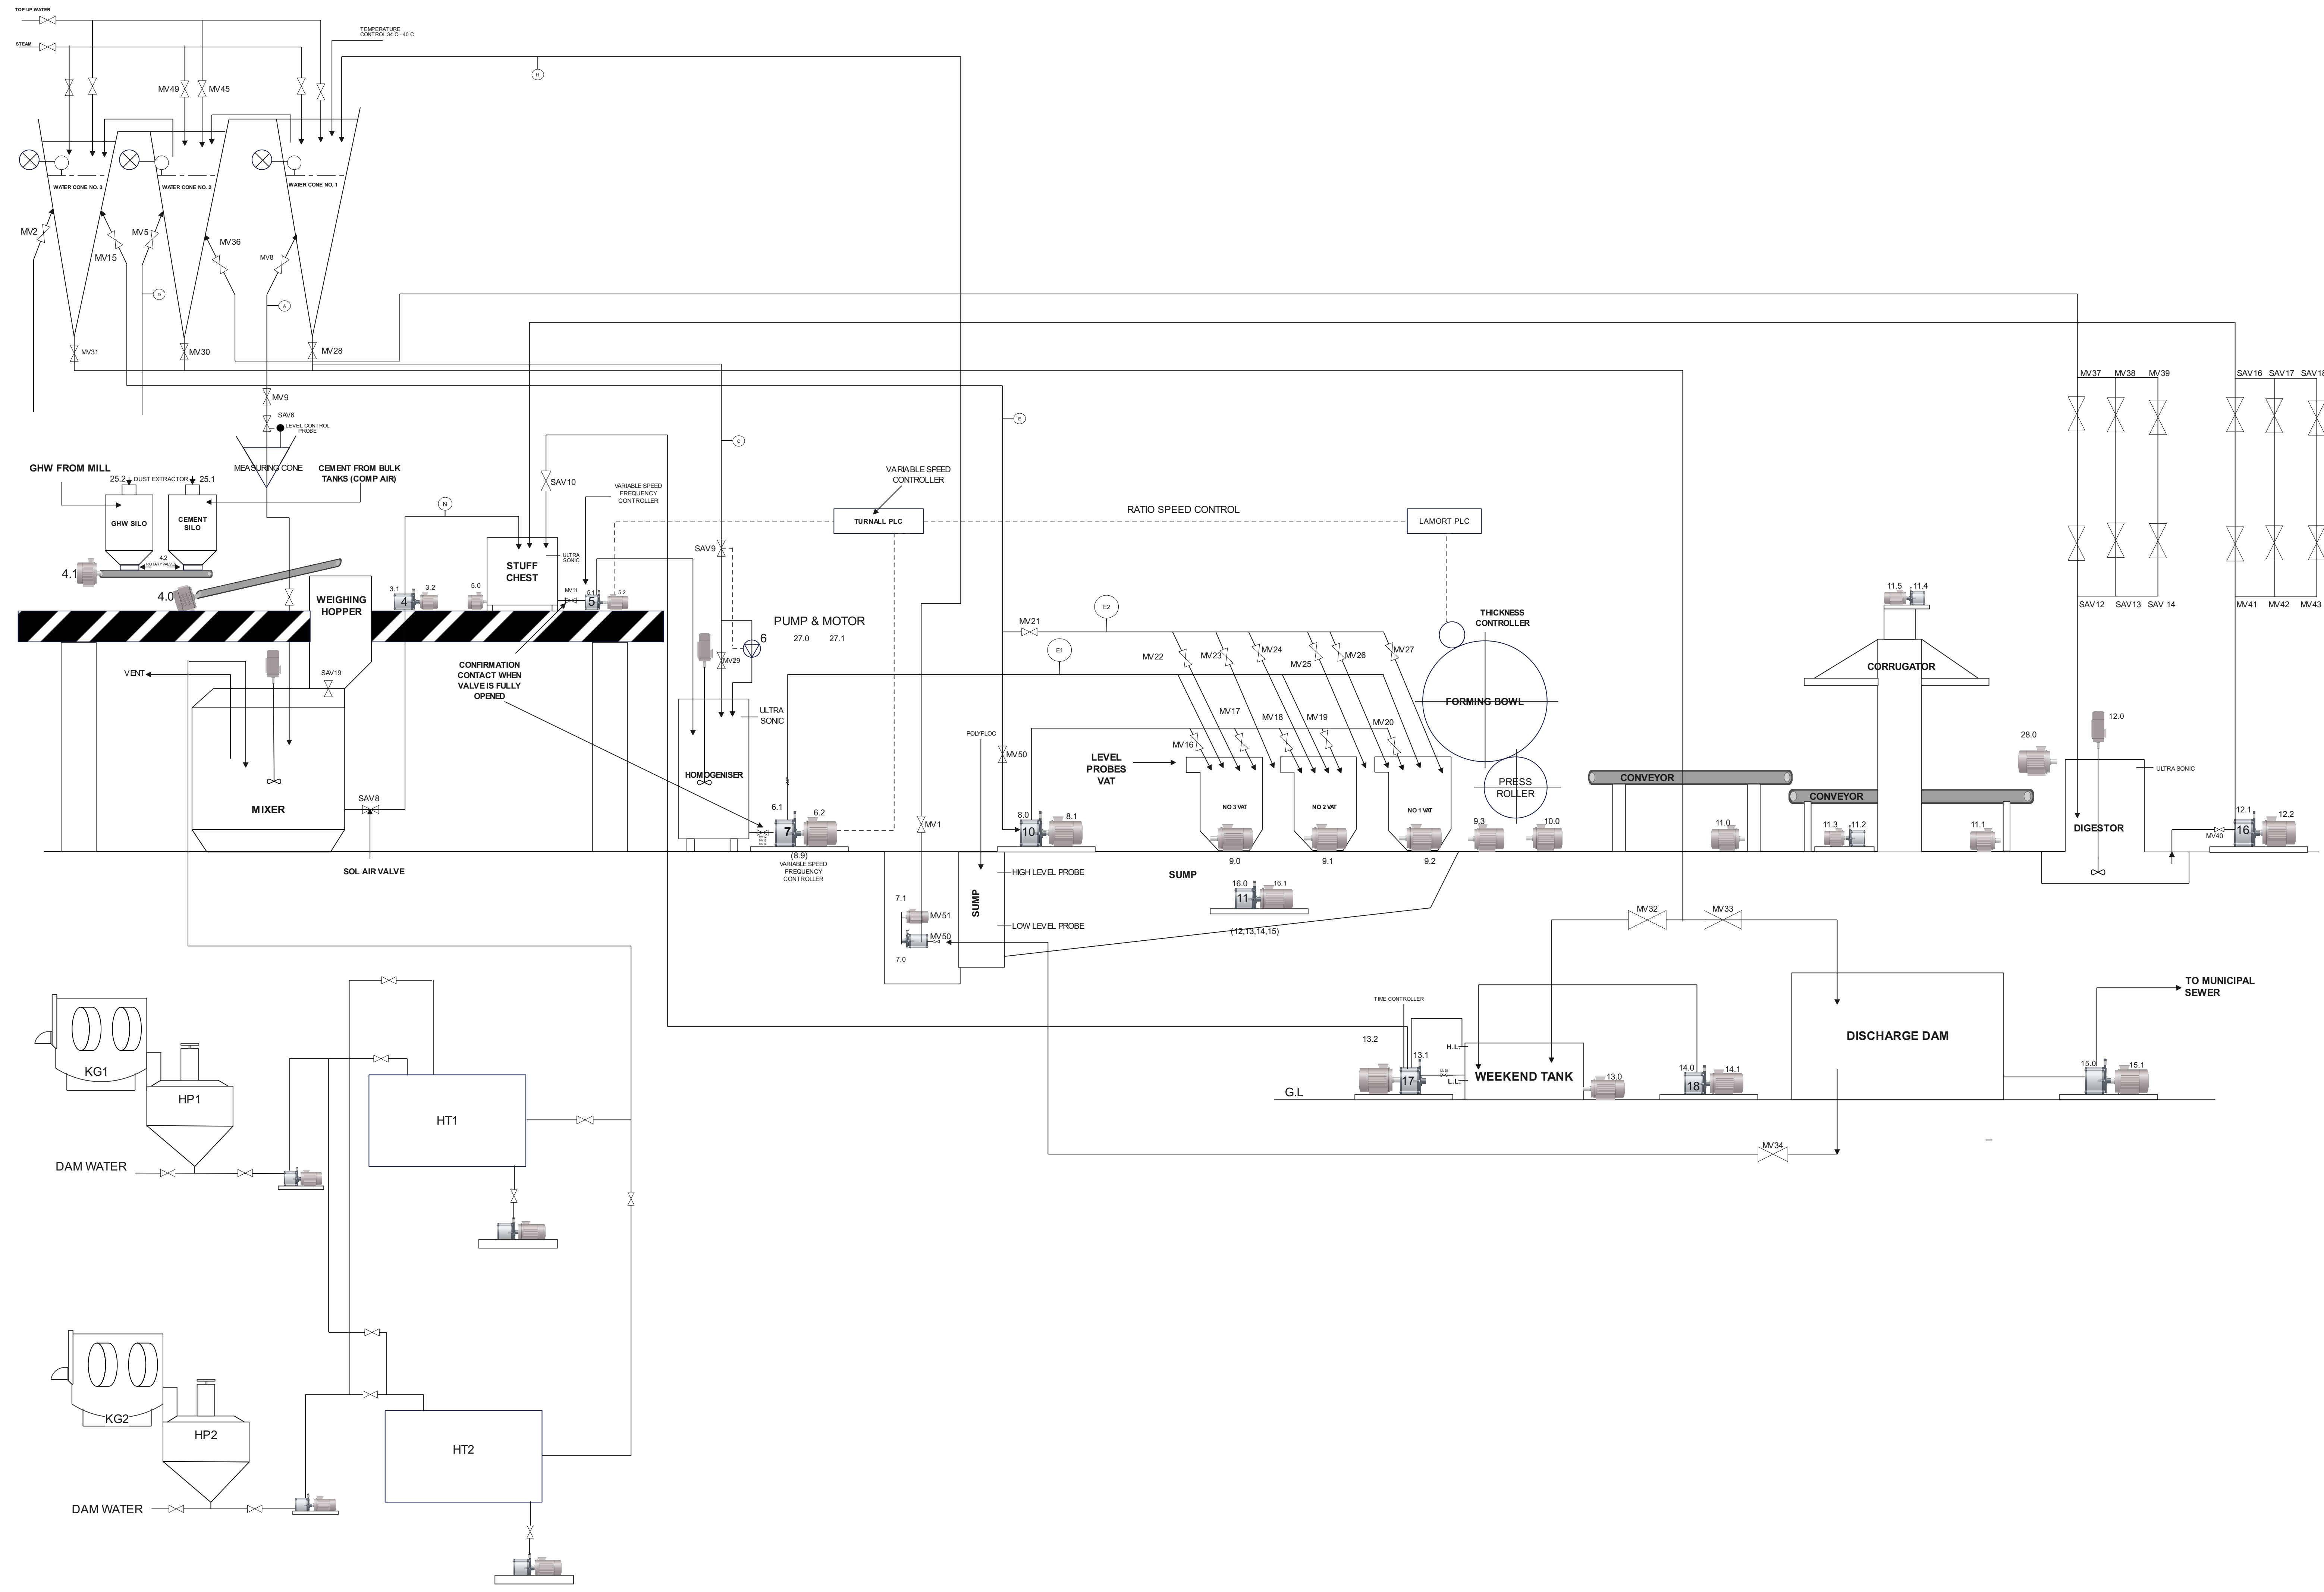 TOP UP WATER
STEAM
TEMPERATURE
CONTROL 34°C - 40°C
H
MV49
MV45
WATER CONE NO. 3
WATER CONE NO. 2
WATER CONE NO. 1
MV2
MV15
MV5
MV36
MV8
D
A
MV31
MV30
MV28
MV9
SAV6
LEVEL CONTROL
PROBE
MEASURING CONE
GHW FROM MILL
CEMENT FROM BULK
TANKS (COMP AIR)
25.2
DUST EXTRACTOR
25.1
GHW SILO
CEMENT
SILO
4.2
ROTARY VALVE
4.1
4.0
WEIGHING
HOPPER
N
3.1
4
3.2
5.0
STUFF
CHEST
ULTRA
SONIC
SAV10
VARIABLE SPEED
FREQUENCY
CONTROLLER
MV11
5.1
5
5.2
C
E
SAV9
VARIABLE SPEED
CONTROLLER
TURNALL PLC
RATIO SPEED CONTROL
LAMORT PLC
PUMP & MOTOR
27.0
27.1
6
MV29
CONFIRMATION
CONTACT WHEN
VALVE IS FULLY
OPENED
VENT
SAV19
MIXER
SAV8
SOL AIR VALVE
ULTRA
SONIC
HOMOGENISER
6.1
7
6.2
(8.9)
VARIABLE SPEED
FREQUENCY
CONTROLLER
MV21
E2
E1
MV22
MV23
MV24
MV25
MV26
MV27
MV17
MV18
MV19
MV20
MV16
THICKNESS
CONTROLLER
FORMING BOWL
PRESS
ROLLER
POLYFLOC
MV50
LEVEL
PROBES
VAT
NO 3 VAT
NO 2 VAT
NO 1 VAT
MV1
8.0
10
8.1
9.0
9.1
9.2
9.3
10.0
HIGH LEVEL PROBE
SUMP
LOW LEVEL PROBE
7.1
MV51
MV50
7.0
SUMP
16.0
11
16.1
(12,13,14,15)
CONVEYOR
CONVEYOR
11.0
11.3
11.2
11.1
11.5
11.4
CORRUGATOR
MV37
MV38
MV39
SAV12
SAV13
SAV 14
SAV16
SAV17
SAV18
MV41
MV42
MV43
28.0
12.0
ULTRA SONIC
DIGESTOR
MV40
12.1
16
12.2
MV32
MV33
TIME CONTROLLER
13.2
13.1
17
H.L.
L.L.
WEEKEND TANK
13.0
14.0
18
14.1
G.L
DISCHARGE DAM
15.0
15.1
TO MUNICIPAL
SEWER
MV34
KG1
HP1
DAM WATER
HT1
KG2
HP2
DAM WATER
HT2